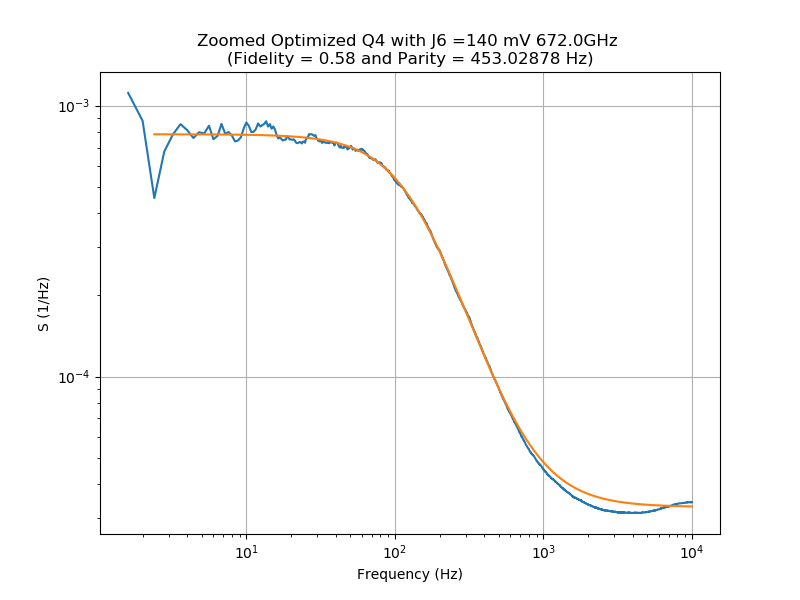 Zoomed Optimized Q4 with J6 =140 mV 672.0GHz
(Fidelity = 0.58 and Parity = 453.02878 Hz)
S (1/Hz)
10⁻³
10⁻⁴
10¹ 10² 10³ 10⁴
Frequency (Hz)